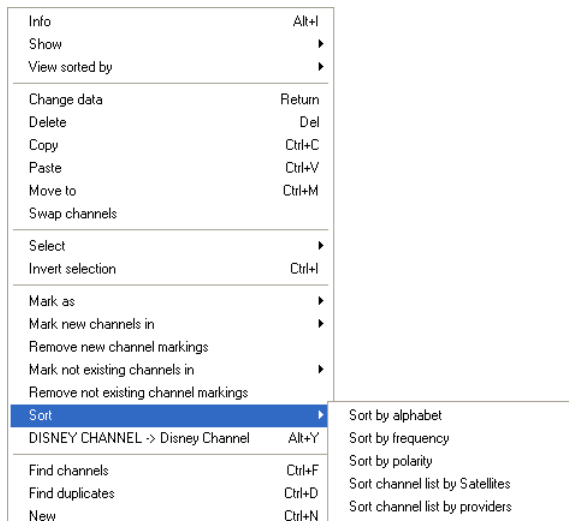 Info Alt+I
Show
View sorted by
Change data Return
Delete Del
Copy Ctrl+C
Paste Ctrl+V
Move to Ctrl+M
Swap channels
Select
Invert selection Ctrl+I
Mark as
Mark new channels in
Remove new channel markings
Mark not existing channels in
Remove not existing channel markings
Sort
Sort by alphabet
DISNEY CHANNEL -> Disney Channel Alt+Y
Sort by frequency
Sort by polarity
Find channels Ctrl+F
Sort channel list by Satellites
Find duplicates Ctrl+D
Sort channel list by providers
New Ctrl+N